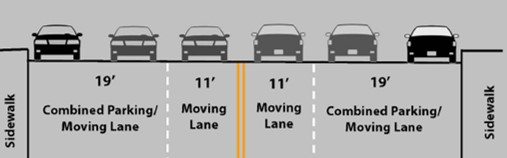 19’
11’
11’
19’
Combined Parking/
Moving Lane
Moving
Lane
Moving
Lane
Combined Parking/
Moving Lane
Sidewalk
Sidewalk